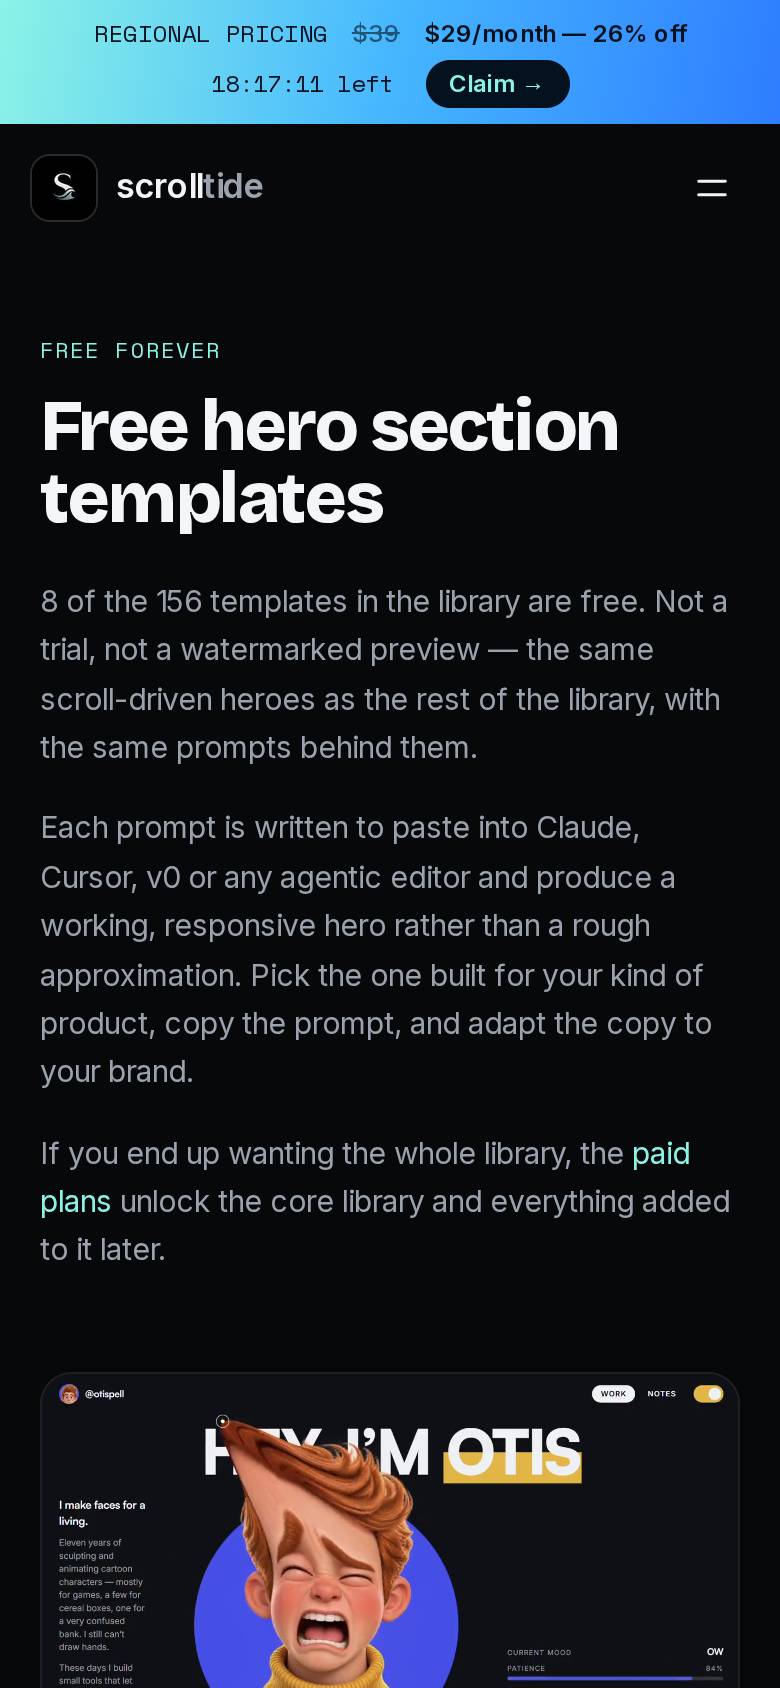 REGIONAL PRICING $39 $29/month — 26% off
18:17:11 left Claim →
scrolltide
FREE FOREVER
Free hero section
templates
8 of the 156 templates in the library are free. Not a
trial, not a watermarked preview — the same
scroll-driven heroes as the rest of the library, with
the same prompts behind them.
Each prompt is written to paste into Claude,
Cursor, v0 or any agentic editor and produce a
working, responsive hero rather than a rough
approximation. Pick the one built for your kind of
product, copy the prompt, and adapt the copy to
your brand.
If you end up wanting the whole library, the paid
plans unlock the core library and everything added
to it later.
@otispell WORK NOTES
HEY, I'M OTIS
I make faces for a
living.
Eleven years of
sculpting and
animating cartoon
characters — mostly
for games, a few for
cereal boxes, one for
a very confused
bank. I still can't
draw hands.
These days I build
small tools that let
CURRENT MOOD OW
PATIENCE 84%